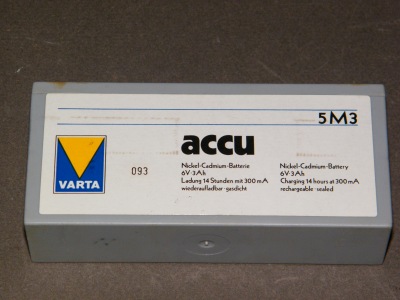 5M3
accu
VARTA
093
Nickel-Cadmium-Batterie
6V·3Ah
Ladung 14 Stunden mit 300 mA
wiederaufladbar·gasdicht
Nickel-Cadmium-Battery
6V·3Ah
Charging 14 hours at 300 mA
rechargeable·sealed